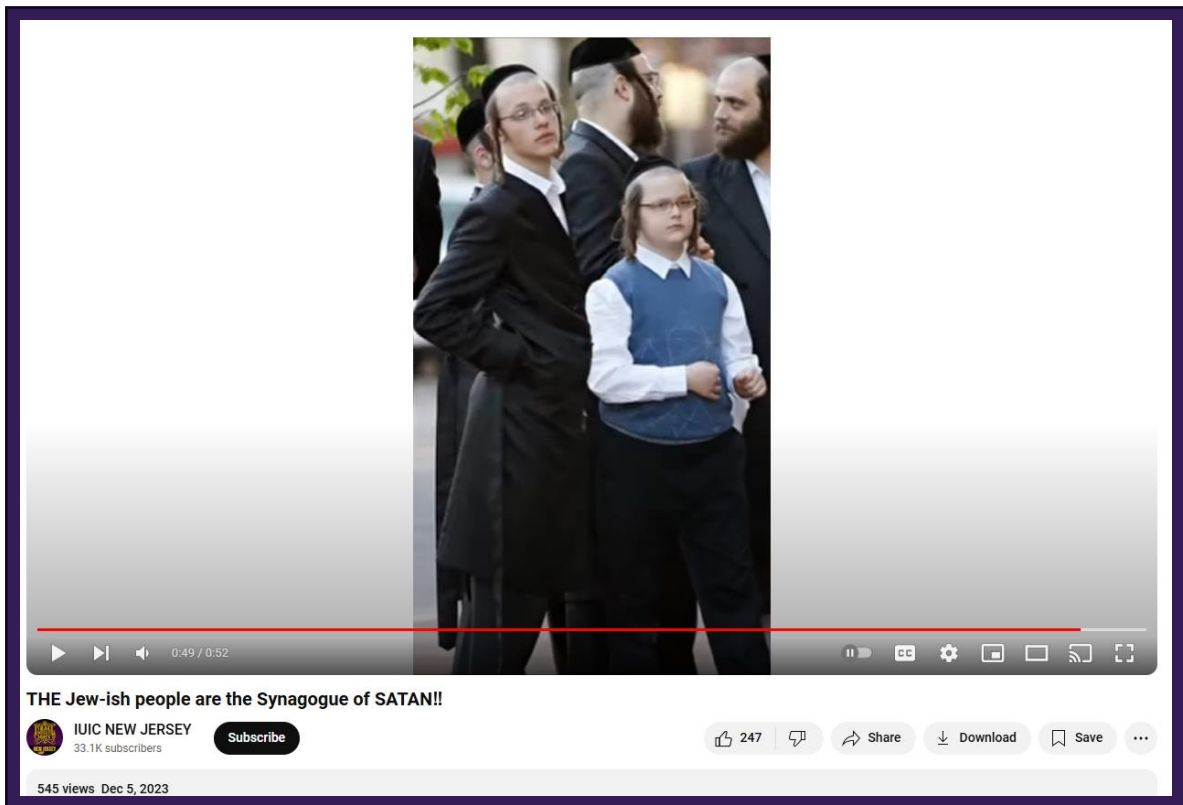 0:49 / 0:52
CC
THE Jew-ish people are the Synagogue of SATAN!!
IUIC NEW JERSEY
33.1K subscribers
Subscribe
247
Share
Download
Save
545 views Dec 5, 2023